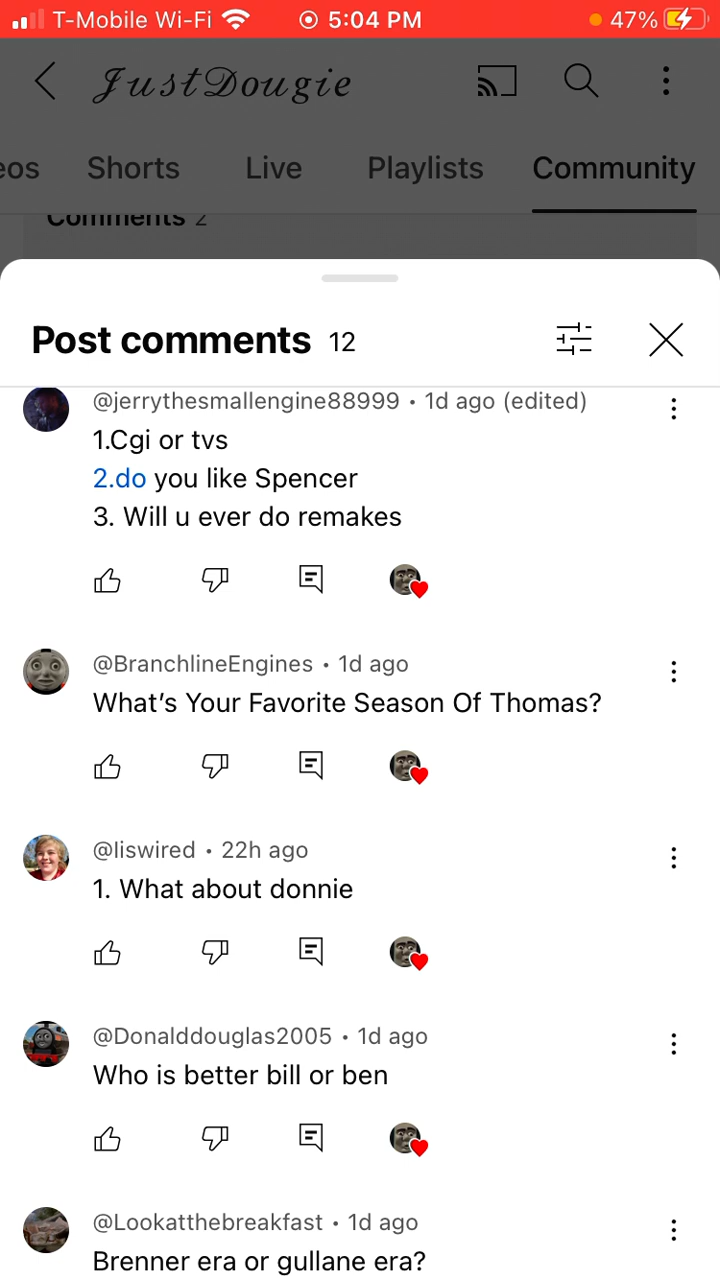 T-Mobile Wi-Fi 5:04 PM 47%
JustDougie
eos Shorts Live Playlists Community
Comments 2
Post comments 12
@jerrythesmallengine88999 • 1d ago (edited)
1.Cgi or tvs
2.do you like Spencer
3. Will u ever do remakes
@BranchlineEngines • 1d ago
What's Your Favorite Season Of Thomas?
@liswired • 22h ago
1. What about donnie
@Donalddouglas2005 • 1d ago
Who is better bill or ben
@Lookatthebreakfast • 1d ago
Brenner era or gullane era?